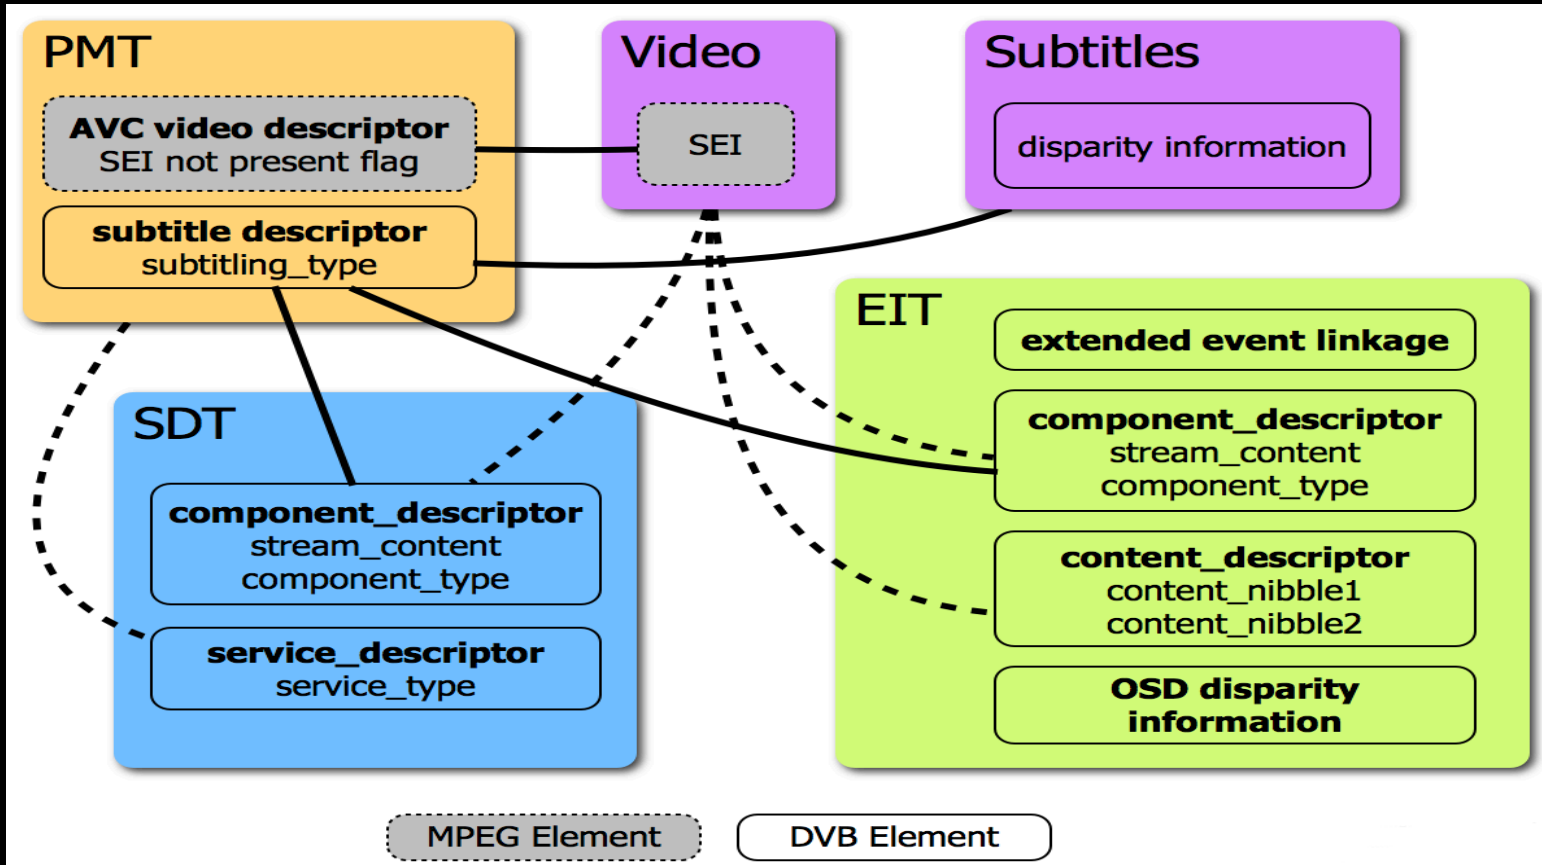 PMT
AVC video descriptor
SEI not present flag
subtitle descriptor
subtitling_type
Video
SEI
Subtitles
disparity information
SDT
component_descriptor
stream_content
component_type
service_descriptor
service_type
EIT
extended event linkage
component_descriptor
stream_content
component_type
content_descriptor
content_nibble1
content_nibble2
OSD disparity
information
MPEG Element
DVB Element